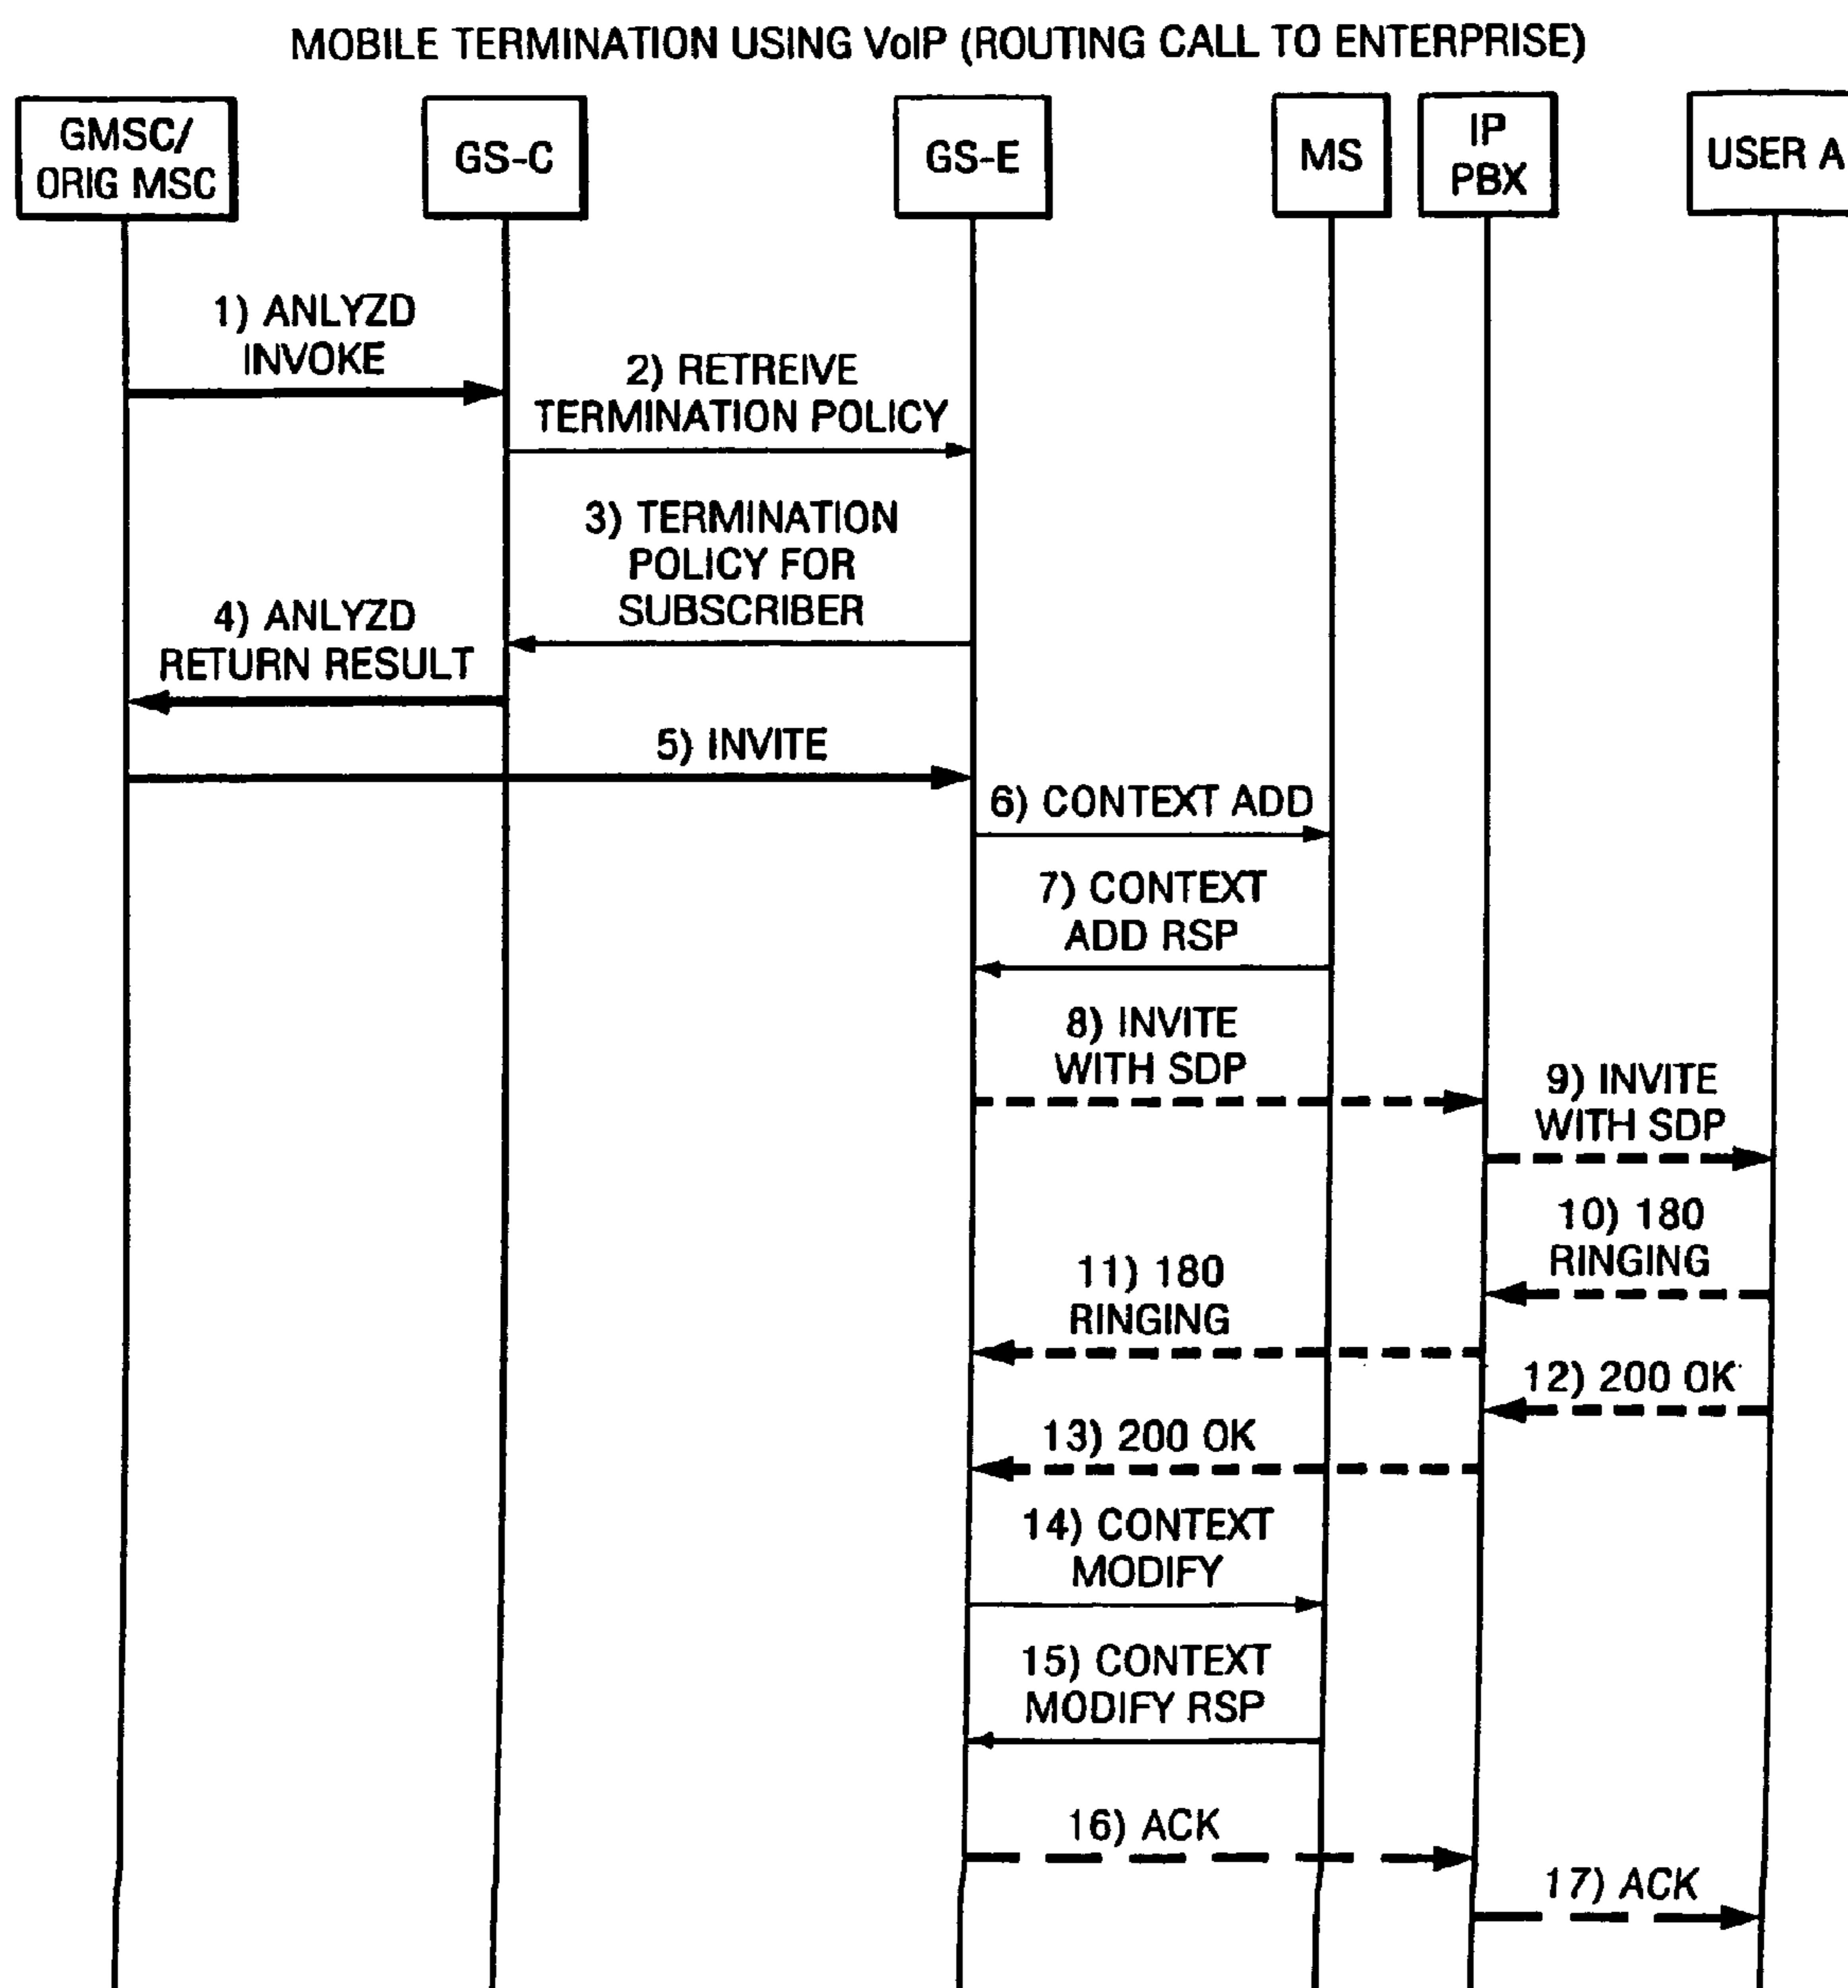 MOBILE TERMINATION USING VoIP (ROUTING CALL TO ENTERPRISE)
GMSC/
ORIG MSC
GS-C
GS-E
MS
IP
PBX
USER A
1) ANLYZD
INVOKE
2) RETREIVE
TERMINATION POLICY
3) TERMINATION
POLICY FOR
SUBSCRIBER
4) ANLYZD
RETURN RESULT
5) INVITE
6) CONTEXT ADD
7) CONTEXT
ADD RSP
8) INVITE
WITH SDP
9) INVITE
WITH SDP
10) 180
RINGING
11) 180
RINGING
12) 200 OK
13) 200 OK
14) CONTEXT
MODIFY
15) CONTEXT
MODIFY RSP
16) ACK
17) ACK